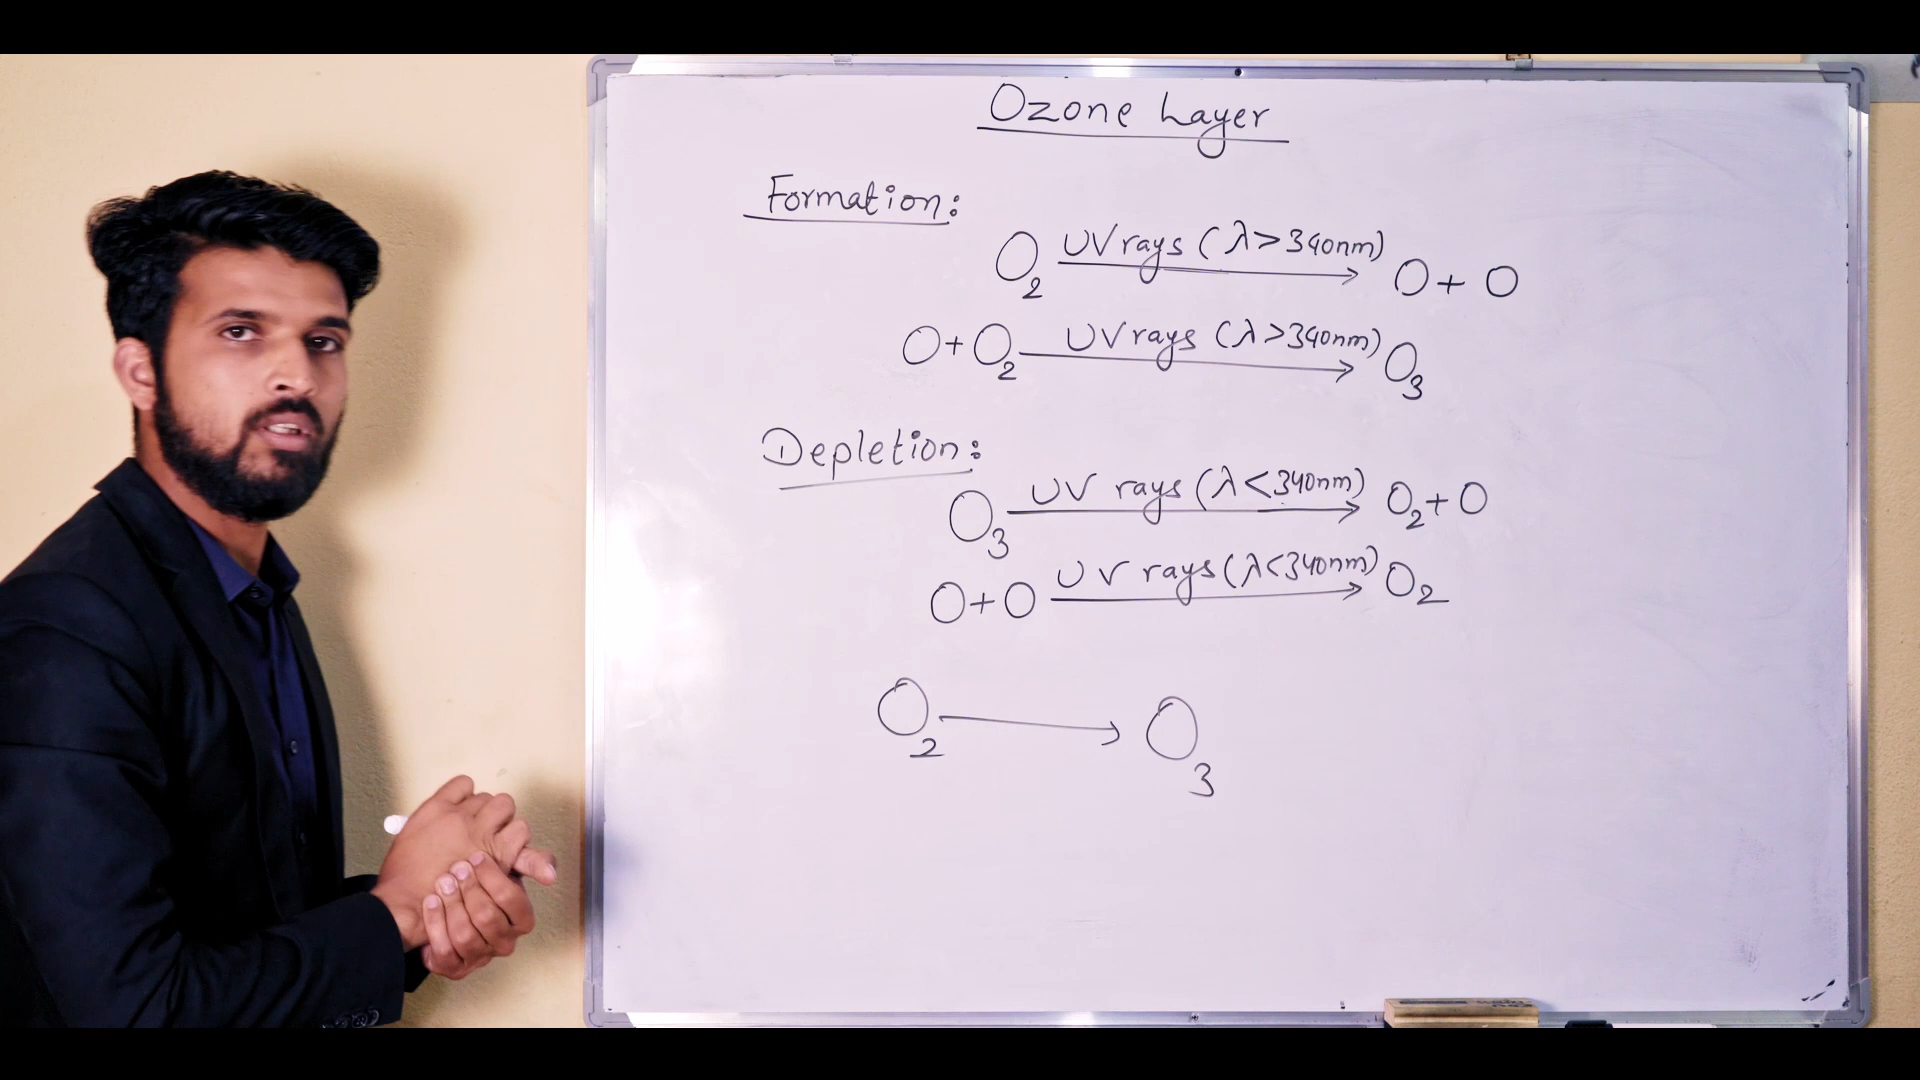 Ozone Layer
Formation:
O2 UV rays (λ>340nm) → O + O
O+O2 UV rays (λ>340nm) → O3
Depletion:
O3 UV rays (λ<340nm) → O2+O
O+O UV rays (λ<340nm) → O2
O2 → O3